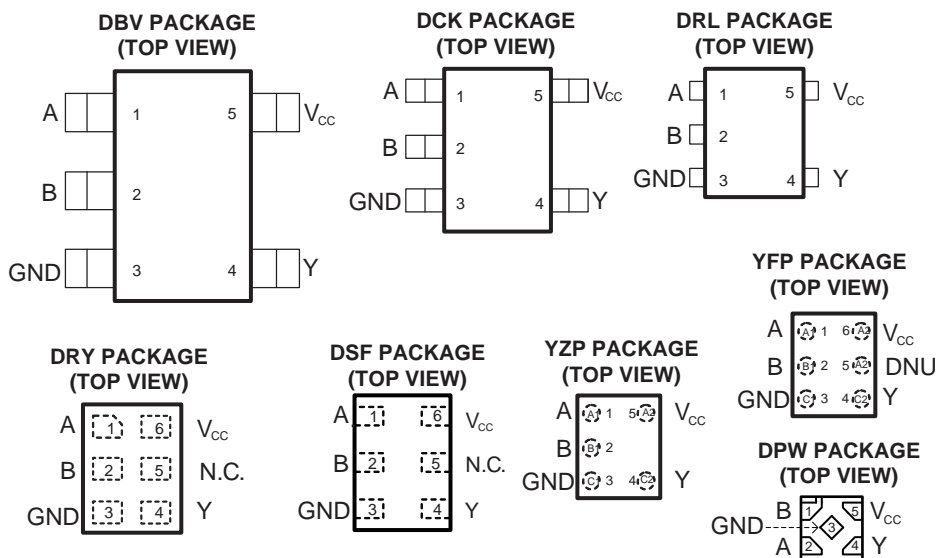 DBV PACKAGE
(TOP VIEW)
A 1 5 VCC
B 2
GND 3 4 Y
DCK PACKAGE
(TOP VIEW)
A 1 5 VCC
B 2
GND 3 4 Y
DRL PACKAGE
(TOP VIEW)
A 1 5 VCC
B 2
GND 3 4 Y
DRY PACKAGE
(TOP VIEW)
A 1 6 VCC
B 2 5 N.C.
GND 3 4 Y
DSF PACKAGE
(TOP VIEW)
A 1 6 VCC
B 2 5 N.C.
GND 3 4 Y
YZP PACKAGE
(TOP VIEW)
A A1 1 5 A2 VCC
B B1 2
GND C 3 4 C2 Y
YFP PACKAGE
(TOP VIEW)
A A1 1 6 A2 VCC
B B 2 5 A2 DNU
GND C 3 4 C2 Y
DPW PACKAGE
(TOP VIEW)
B 1 5 VCC
GND 3
A 2 4 Y